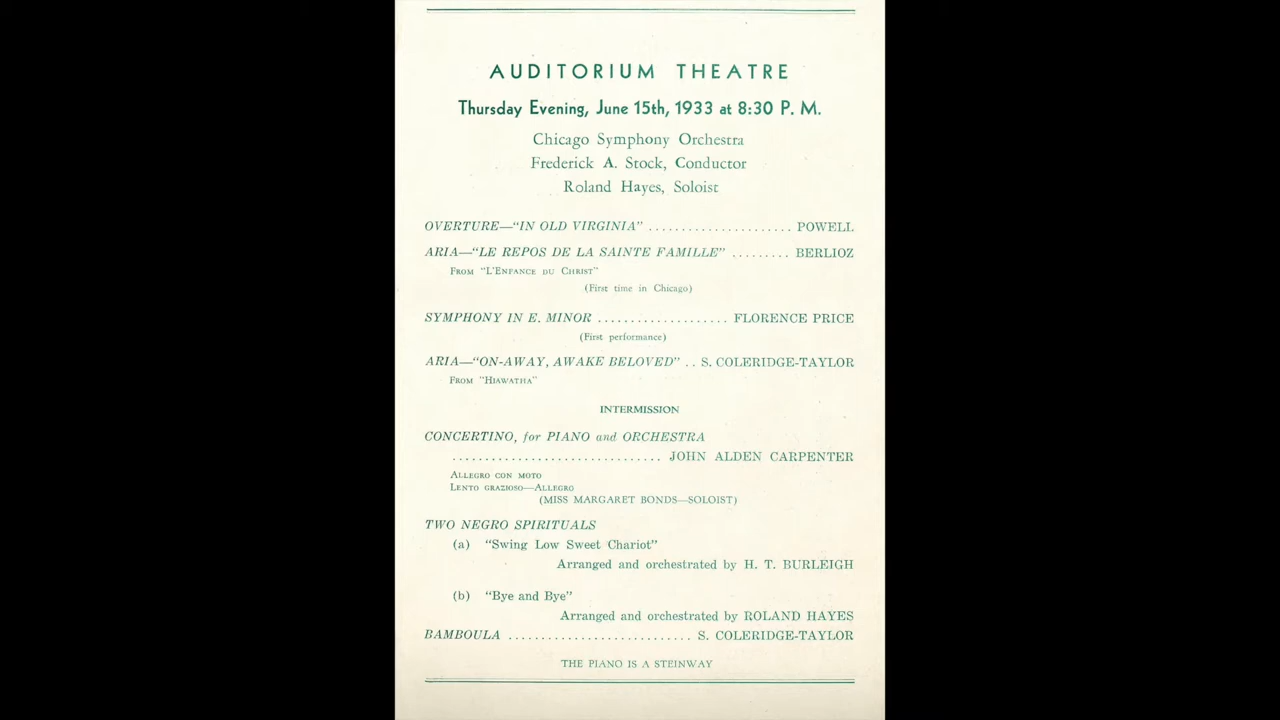 AUDITORIUM THEATRE
Thursday Evening, June 15th, 1933 at 8:30 P. M.
Chicago Symphony Orchestra
Frederick A. Stock, Conductor
Roland Hayes, Soloist
OVERTURE—“IN OLD VIRGINIA” ...................... POWELL
ARIA—“LE REPOS DE LA SAINTE FAMILLE” ......... BERLIOZ
FROM “L’ENFANCE DU CHRIST”
(First time in Chicago)
SYMPHONY IN E. MINOR .................... FLORENCE PRICE
(First performance)
ARIA—“ON-AWAY, AWAKE BELOVED” .. S. COLERIDGE-TAYLOR
FROM “HIAWATHA”
INTERMISSION
CONCERTINO, for PIANO and ORCHESTRA
................................ JOHN ALDEN CARPENTER
ALLEGRO CON MOTO
LENTO GRAZIOSO—ALLEGRO
(MISS MARGARET BONDS—SOLOIST)
TWO NEGRO SPIRITUALS
(a) “Swing Low Sweet Chariot”
Arranged and orchestrated by H. T. BURLEIGH
(b) “Bye and Bye”
Arranged and orchestrated by ROLAND HAYES
BAMBOULA ............................ S. COLERIDGE-TAYLOR
THE PIANO IS A STEINWAY